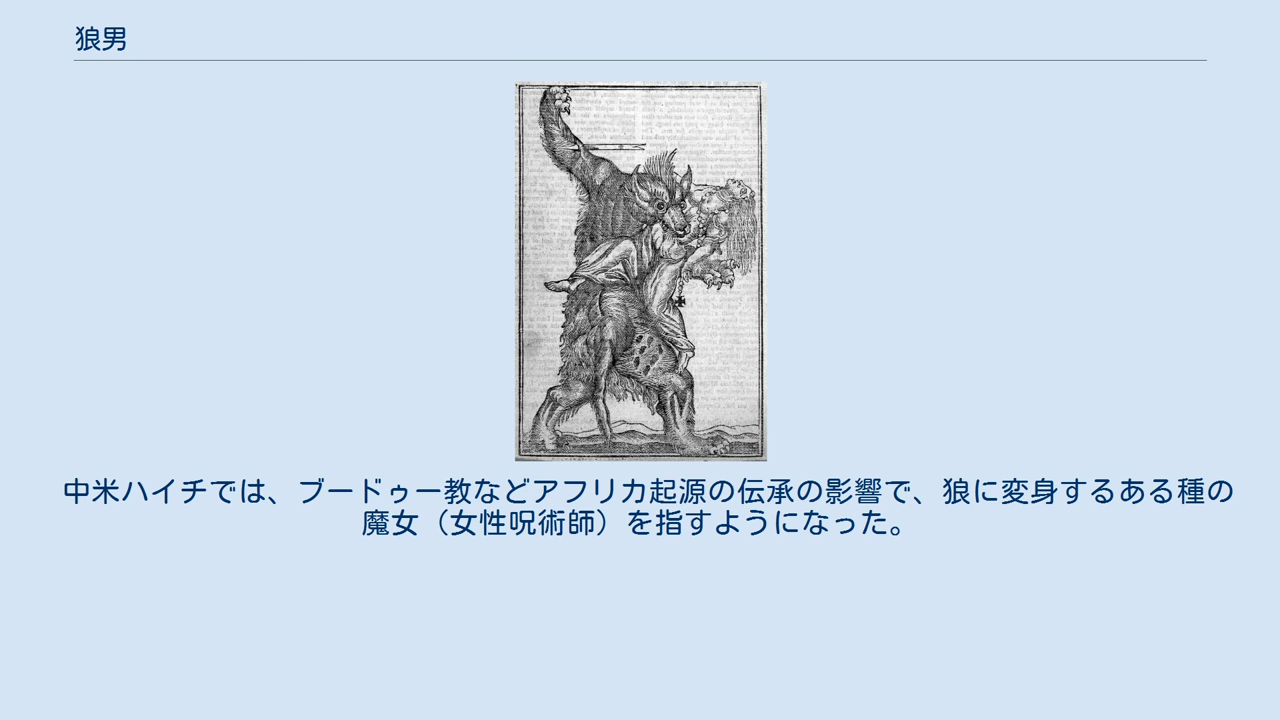 狼男
中米ハイチでは、ブードゥー教などアフリカ起源の伝承の影響で、狼に変身するある種の
魔女（女性呪術師）を指すようになった。